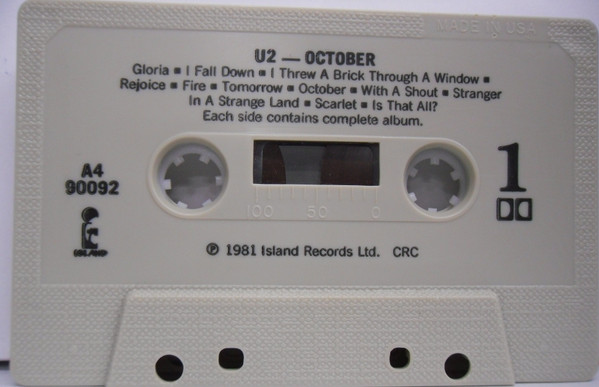 MADE IN USA
U2 — OCTOBER
Gloria ▪ I Fall Down ▪ I Threw A Brick Through A Window ▪
Rejoice ▪ Fire ▪ Tomorrow ▪ October ▪ With A Shout ▪ Stranger
In A Strange Land ▪ Scarlet ▪ Is That All?
Each side contains complete album.
A4
90092
1
100 50 0
ISLAND
℗ 1981 Island Records Ltd. CRC